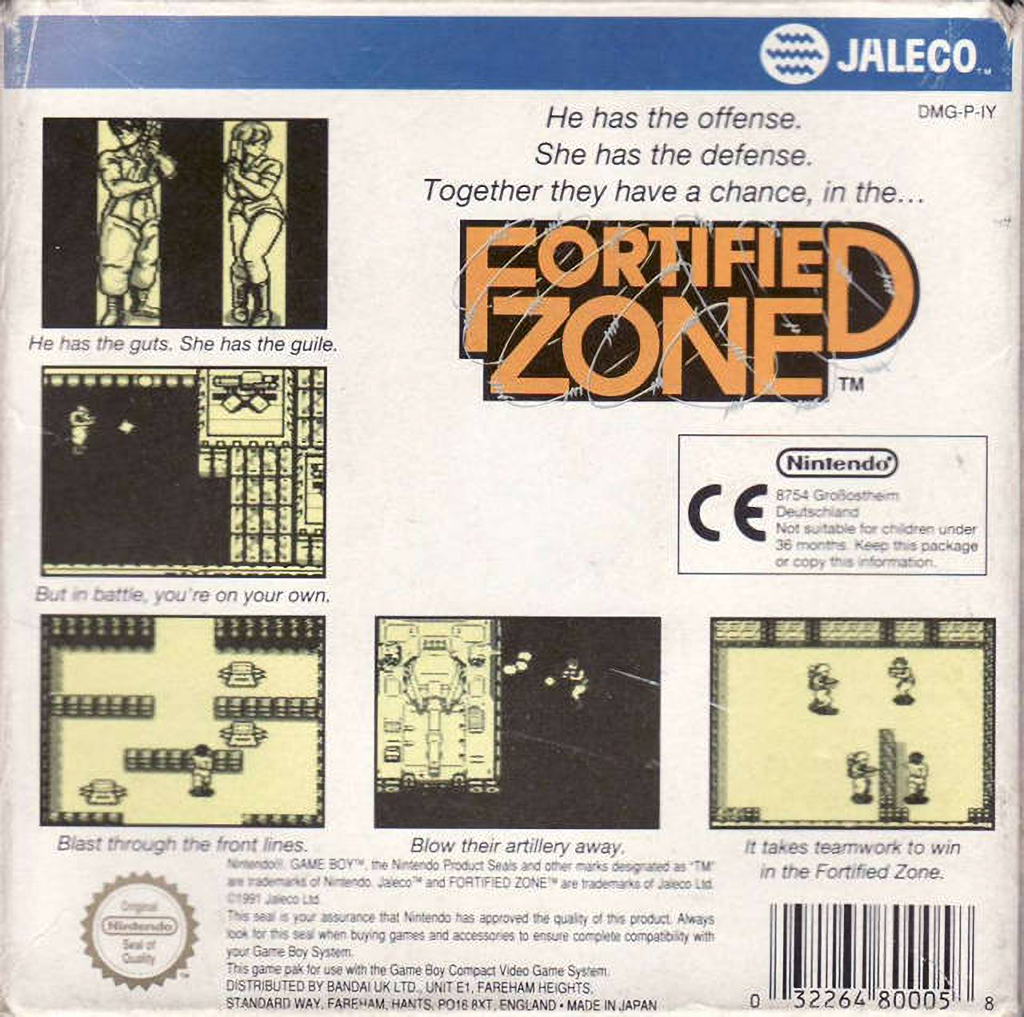 JALECO™
DMG-P-IY
He has the offense.
She has the defense.
Together they have a chance, in the...
FORTIFIED
ZONE™
He has the guts. She has the guile.
But in battle, you're on your own.
Nintendo®
CE
8754 Großostheim
Deutschland
Not suitable for children under
36 months. Keep this package
or copy this information.
Blast through the front lines.
Blow their artillery away.
It takes teamwork to win
in the Fortified Zone.
Nintendo®, GAME BOY™, the Nintendo Product Seals and other marks designated as "TM"
are trademarks of Nintendo. Jaleco™ and FORTIFIED ZONE™ are trademarks of Jaleco Ltd.
©1991 Jaleco Ltd.
This seal is your assurance that Nintendo has approved the quality of this product. Always
look for this seal when buying games and accessories to ensure complete compatibility with
your Game Boy System.
This game pak for use with the Game Boy Compact Video Game System.
DISTRIBUTED BY BANDAI UK LTD., UNIT E1, FAREHAM HEIGHTS,
STANDARD WAY, FAREHAM, HANTS, PO16 8XT, ENGLAND • MADE IN JAPAN
Original
Nintendo
Seal of
Quality
™
0 32264 80005 8